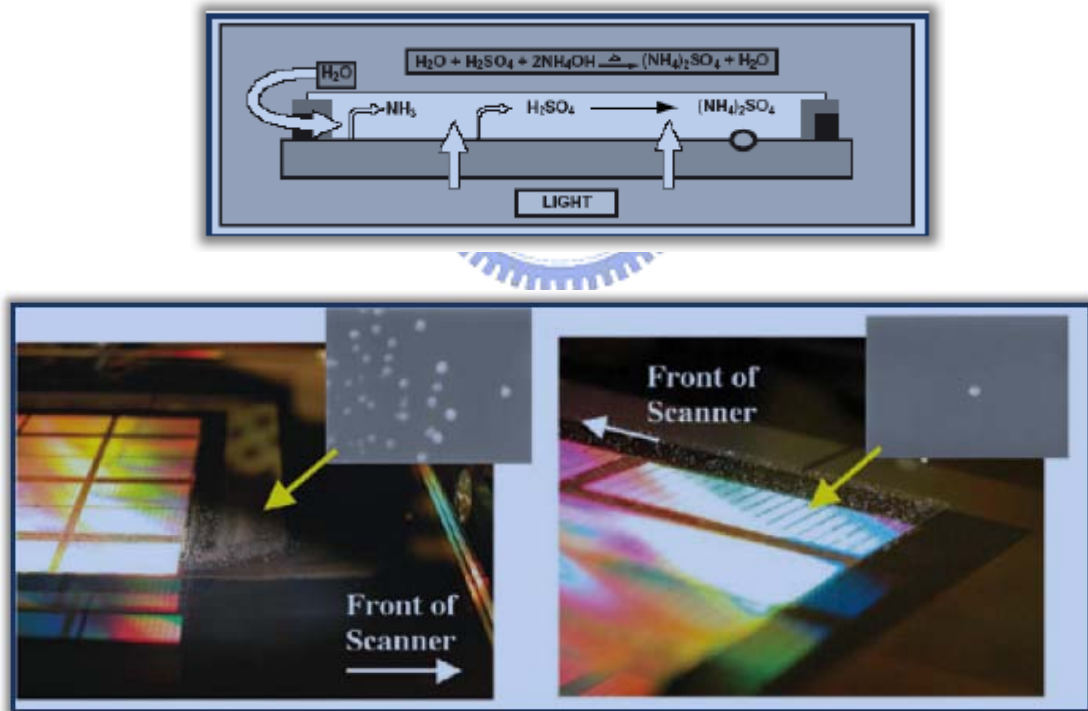 H₂O + H₂SO₄ + 2NH₄OH → (NH₄)₂SO₄ + H₂O
H₂O
NH₃
H₂SO₄
(NH₄)₂SO₄
LIGHT
Front of
Scanner
Front of
Scanner